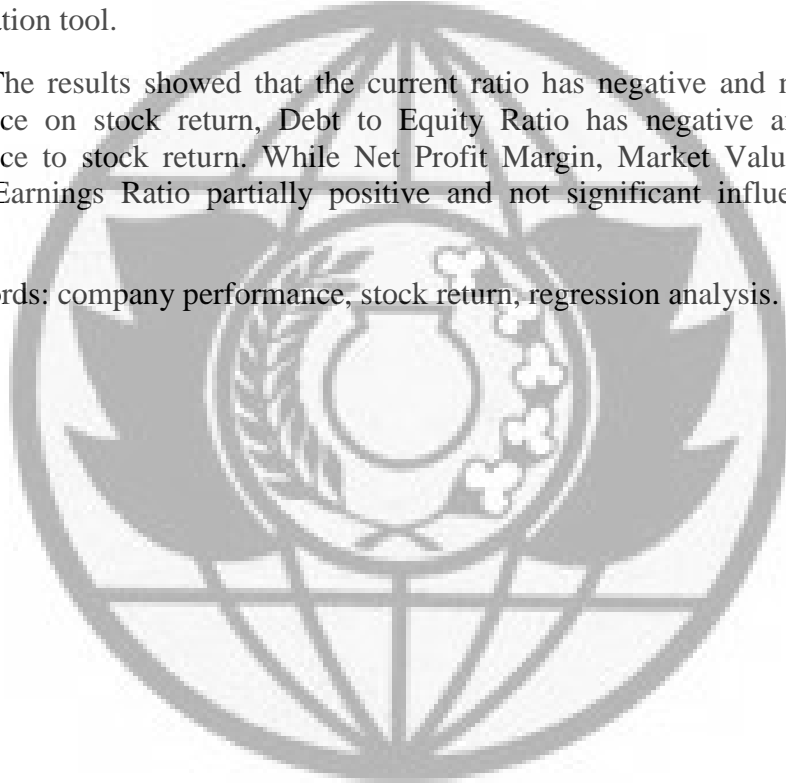 ation tool.
The results showed that the current ratio has negative and n
ce on stock return, Debt to Equity Ratio has negative a
ce to stock return. While Net Profit Margin, Market Valu
Earnings Ratio partially positive and not significant influe
ords: company performance, stock return, regression analysis.